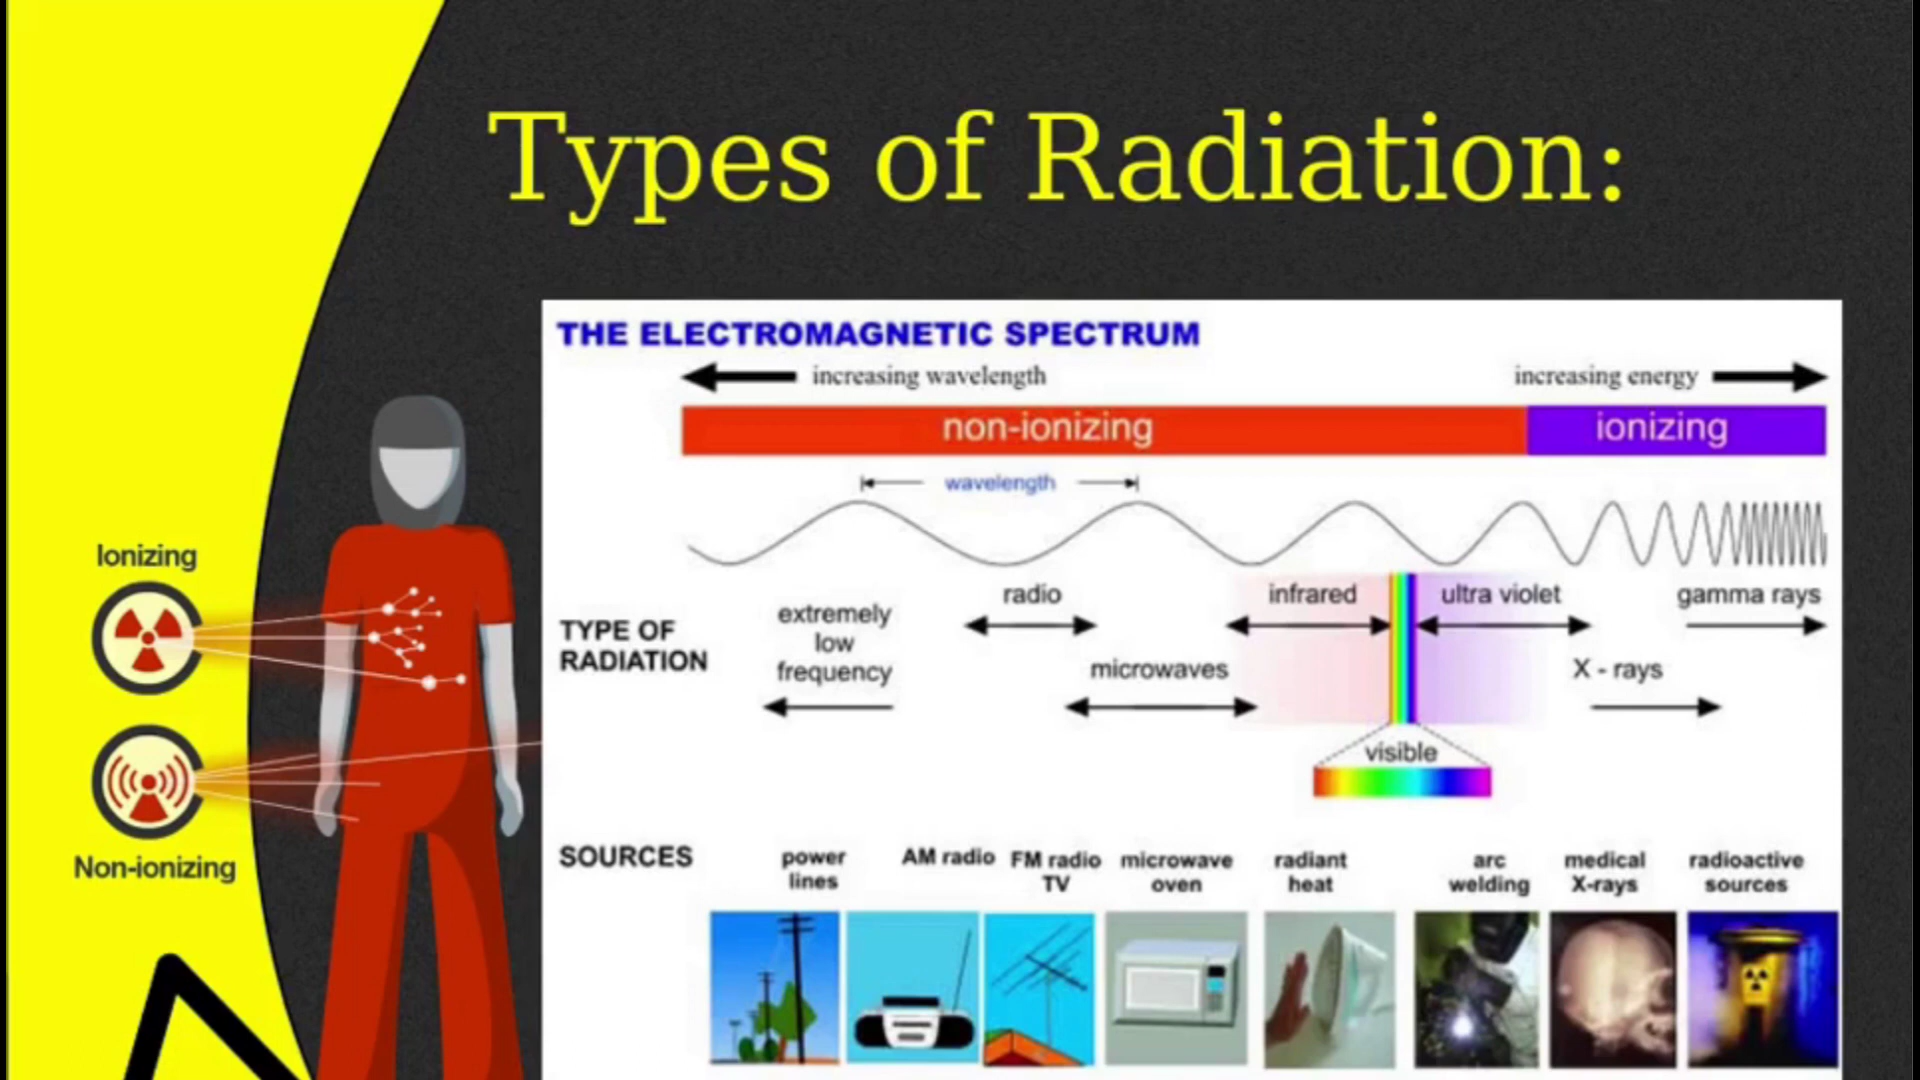 Types of Radiation:
THE ELECTROMAGNETIC SPECTRUM
increasing wavelength
increasing energy
non-ionizing
ionizing
wavelength
TYPE OF
RADIATION
extremely
low
frequency
radio
microwaves
infrared
visible
ultra violet
X - rays
gamma rays
SOURCES
power
lines
AM radio
FM radio
TV
microwave
oven
radiant
heat
arc
welding
medical
X-rays
radioactive
sources
Ionizing
Non-ionizing